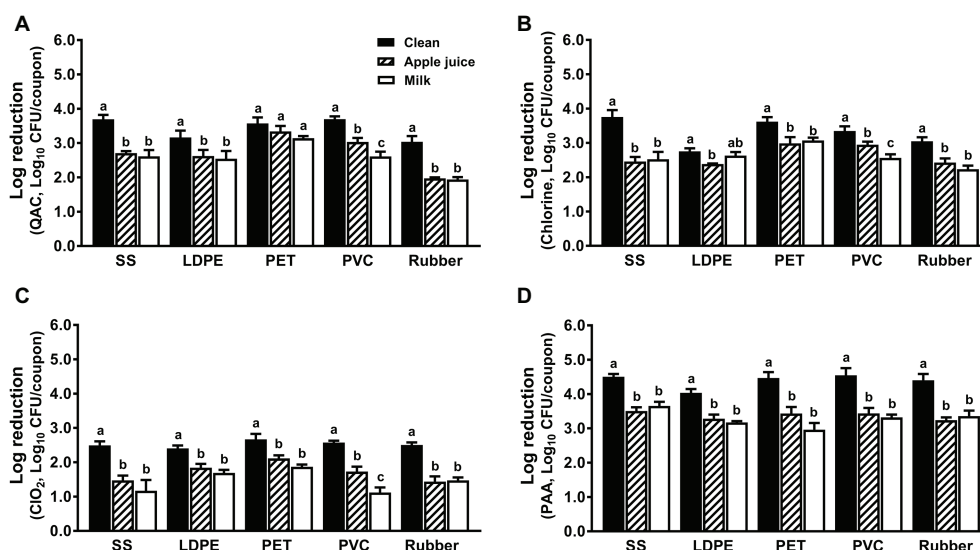 A
Log reduction
(QAC, Log10 CFU/coupon)
6.0
5.0
4.0
3.0
2.0
1.0
0.0
Clean
Apple juice
Milk
a
b
b
a
b
b
a
a
a
a
b
c
a
b
b
SS LDPE PET PVC Rubber
B
Log reduction
(Chlorine, Log10 CFU/coupon)
6.0
5.0
4.0
3.0
2.0
1.0
0.0
a
b
b
a
b
ab
a
b
b
a
b
c
a
b
b
SS LDPE PET PVC Rubber
C
Log reduction
(ClO2, Log10 CFU/coupon)
6.0
5.0
4.0
3.0
2.0
1.0
0.0
a
b
b
a
b
b
a
b
b
a
b
c
a
b
b
SS LDPE PET PVC Rubber
D
Log reduction
(PAA, Log10 CFU/coupon)
6.0
5.0
4.0
3.0
2.0
1.0
0.0
a
b
b
a
b
b
a
b
b
a
b
b
a
b
b
SS LDPE PET PVC Rubber